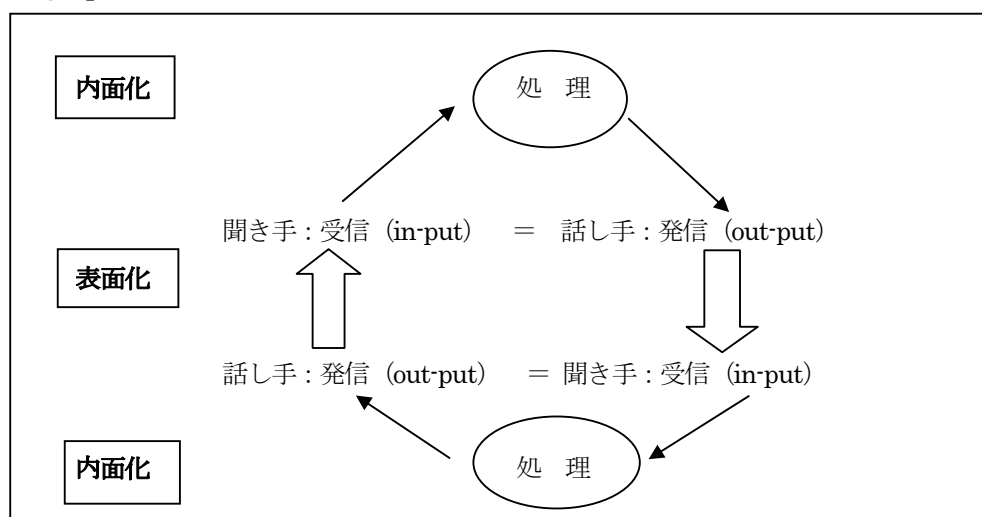 内面化
処　理
聞き手：受信 (in-put)　＝　話し手：発信 (out-put)
表面化
話し手：発信 (out-put)　＝ 聞き手：受信 (in-put)
内面化
処　理